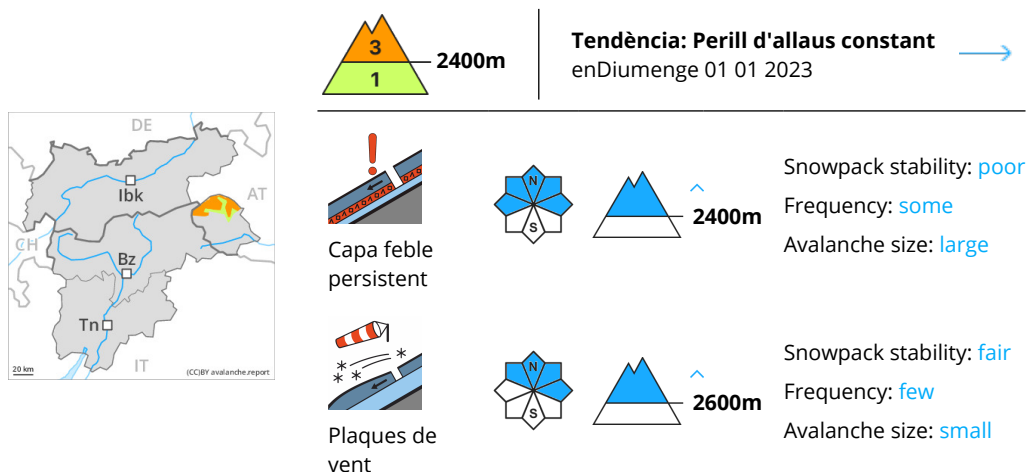 3
1
2400m
Tendència: Perill d'allaus constant
enDiumenge 01 01 2023
DE
AT
Ibk
CH
Bz
Tn
IT
20 km
(CC)BY avalanche.report
Capa feble
persistent
N
S
2400m
Snowpack stability: poor
Frequency: some
Avalanche size: large
Plaques de
vent
N
S
2600m
Snowpack stability: fair
Frequency: few
Avalanche size: small